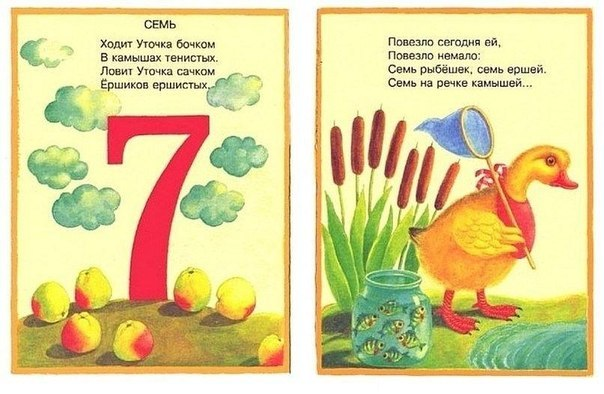 СЕМЬ
Ходит Уточка бочком
В камышах тенистых.
Ловит Уточка сачком
Ёршиков ершистых.
7
Повезло сегодня ей,
Повезло немало:
Семь рыбёшек, семь ершей.
Семь на речке камышей...